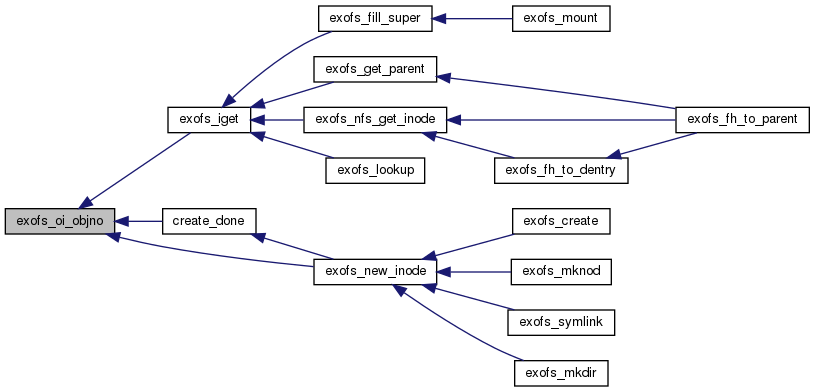 exofs_fill_super
exofs_mount
exofs_get_parent
exofs_iget
exofs_nfs_get_inode
exofs_fh_to_parent
exofs_lookup
exofs_fh_to_dentry
exofs_oi_objno
create_done
exofs_create
exofs_new_inode
exofs_mknod
exofs_symlink
exofs_mkdir